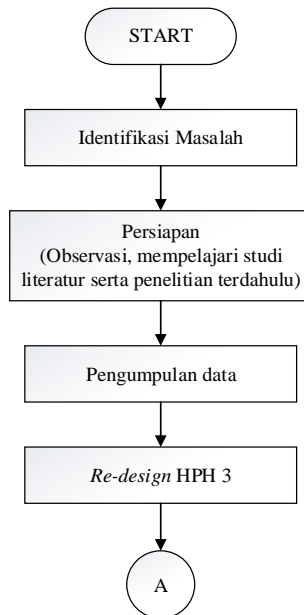 START
Identifikasi Masalah
Persiapan
(Observasi, mempelajari studi
literatur serta penelitian terdahulu)
Pengumpulan data
Re-design HPH 3
A